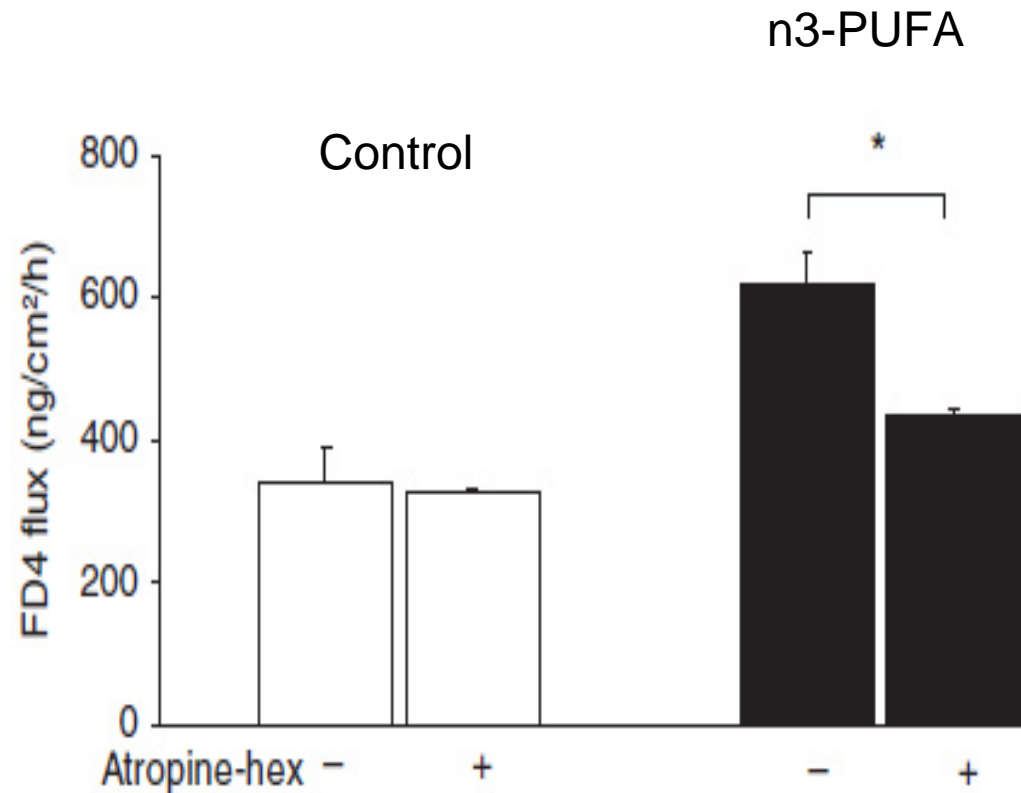 n3-PUFA
Control
*
800
600
400
200
0
FD4 flux (ng/cm²/h)
Atropine-hex − + − +